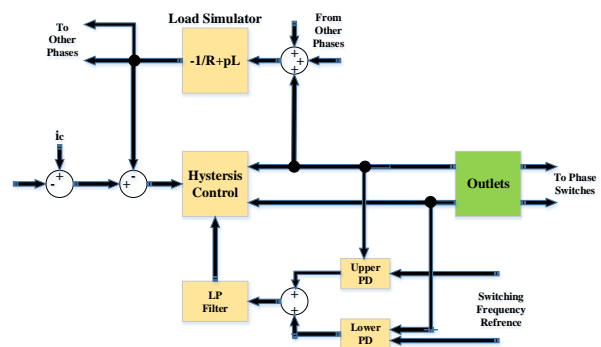 To
Other
Phases
Load Simulator
-1/R+pL
From
Other
Phases
+
+
+
ic
+
-
-
+
Hystersis
Control
Outlets
To Phase
Switches
LP
Filter
+
+
Upper
PD
Lower
PD
Switching
Frequency
Refrence